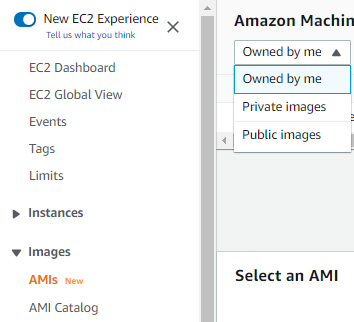 New EC2 Experience
Tell us what you think
EC2 Dashboard
EC2 Global View
Events
Tags
Limits
Instances
Images
AMIs New
AMI Catalog
Amazon Machin
Owned by me
Owned by me
Private images
Public images
Select an AMI